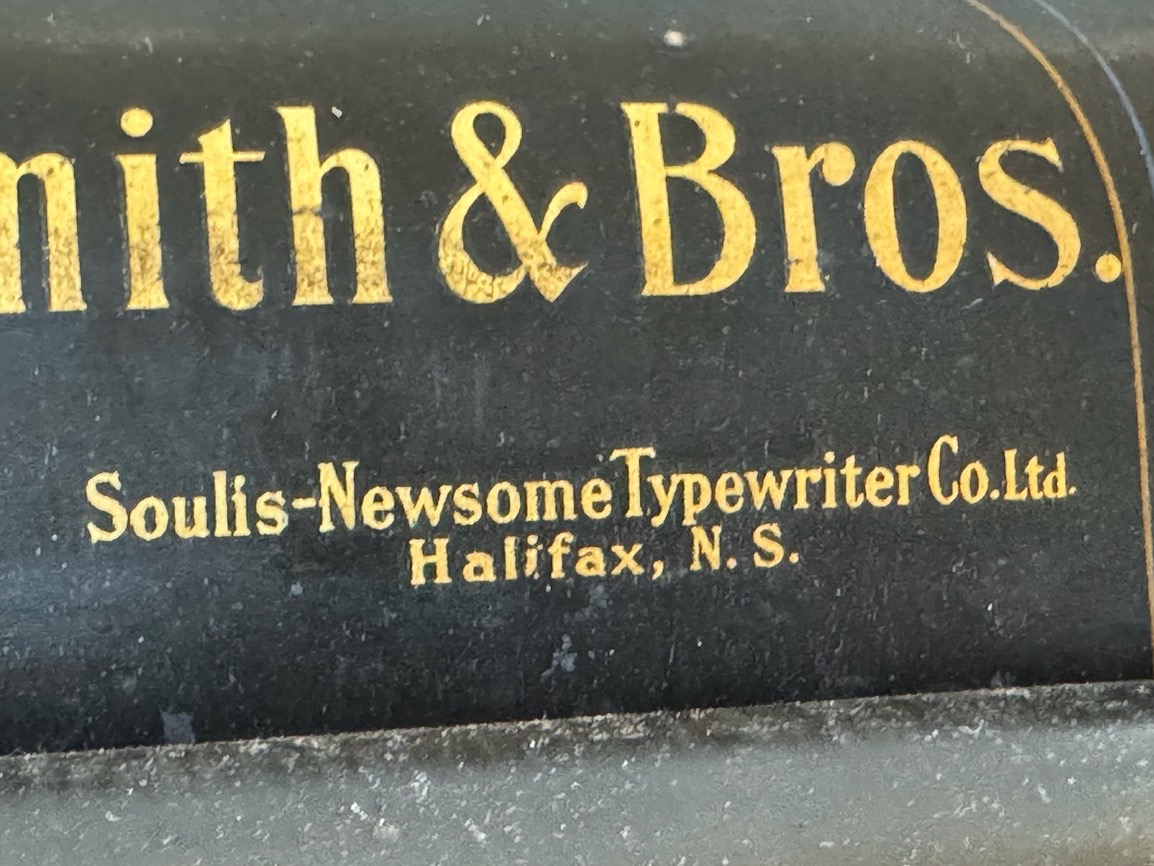 mith & Bros.
Soulis-Newsome Typewriter Co. Ltd.
Halifax, N. S.